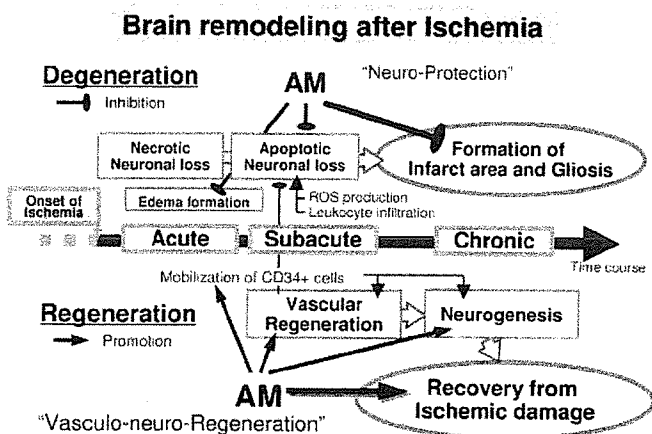 Brain remodeling after Ischemia
Degeneration
Inhibition
AM
"Neuro-Protection"
Necrotic
Neuronal loss
Apoptotic
Neuronal loss
Formation of
Infarct area and Gliosis
Onset of
Ischemia
Edema formation
ROS production
Leukocyte infiltration
Acute
Subacute
Chronic
Time course
Mobilization of CD34+ cells
Regeneration
Promotion
Vascular
Regeneration
Neurogenesis
AM
"Vasculo-neuro-Regeneration"
Recovery from
Ischemic damage